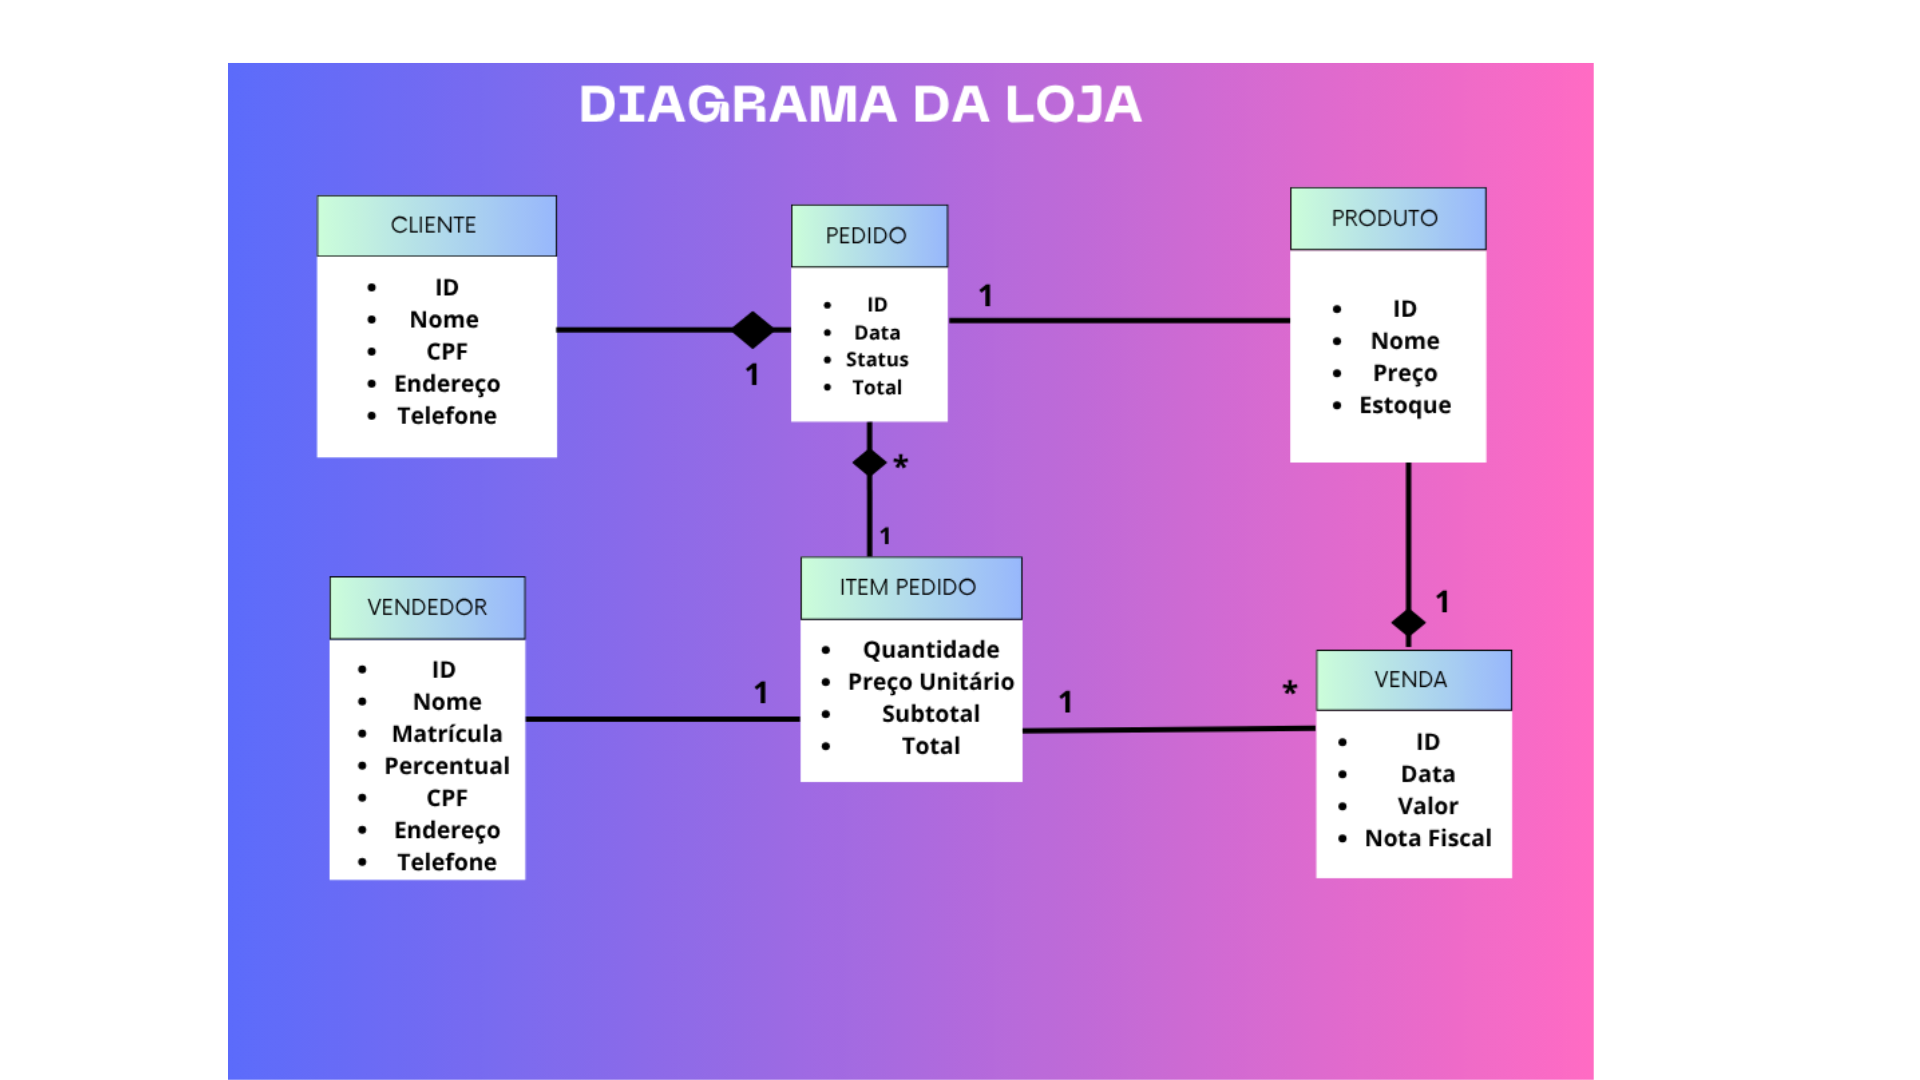 DIAGRAMA DA LOJA
CLIENTE
• ID
• Nome
• CPF
• Endereço
• Telefone
1
PEDIDO
• ID
• Data
• Status
• Total
1
PRODUTO
• ID
• Nome
• Preço
• Estoque
*
1
VENDEDOR
• ID
• Nome
• Matrícula
• Percentual
• CPF
• Endereço
• Telefone
1
ITEM PEDIDO
• Quantidade
• Preço Unitário
• Subtotal
• Total
1
*
1
VENDA
• ID
• Data
• Valor
• Nota Fiscal